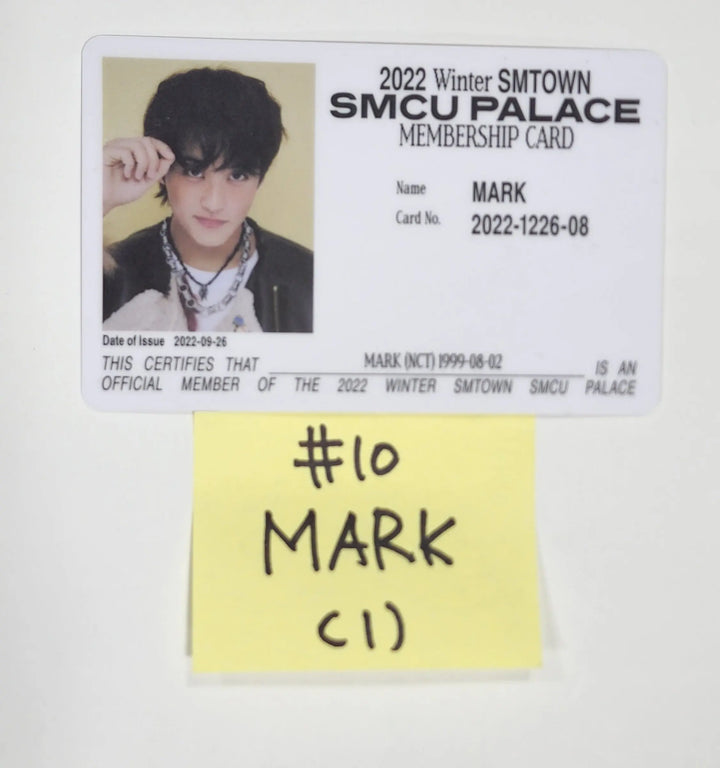 2022 Winter SMTOWN
SMCU PALACE
MEMBERSHIP CARD
Name MARK
Card No. 2022-1226-08
Date of Issue 2022-09-26
THIS CERTIFIES THAT MARK (NCT) 1999-08-02 IS AN
OFFICIAL MEMBER OF THE 2022 WINTER SMTOWN SMCU PALACE
#10
MARK
(1)